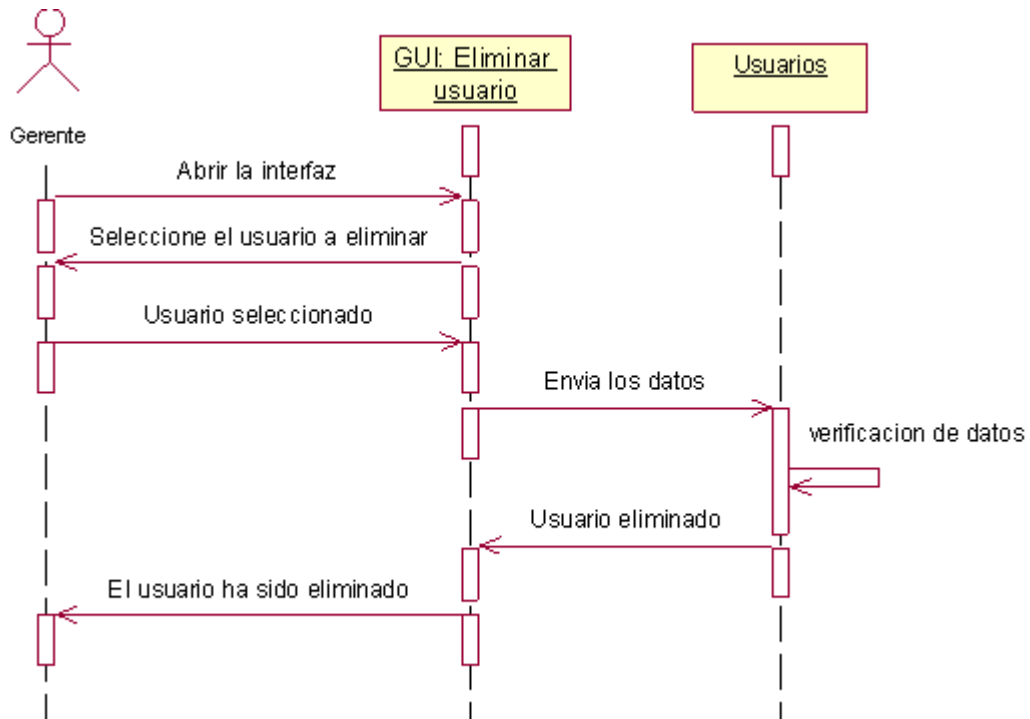 GUI: Eliminar
usuario
Usuarios
Gerente
Abrir la interfaz
Seleccione el usuario a eliminar
Usuario seleccionado
Envia los datos
verificacion de datos
Usuario eliminado
El usuario ha sido eliminado